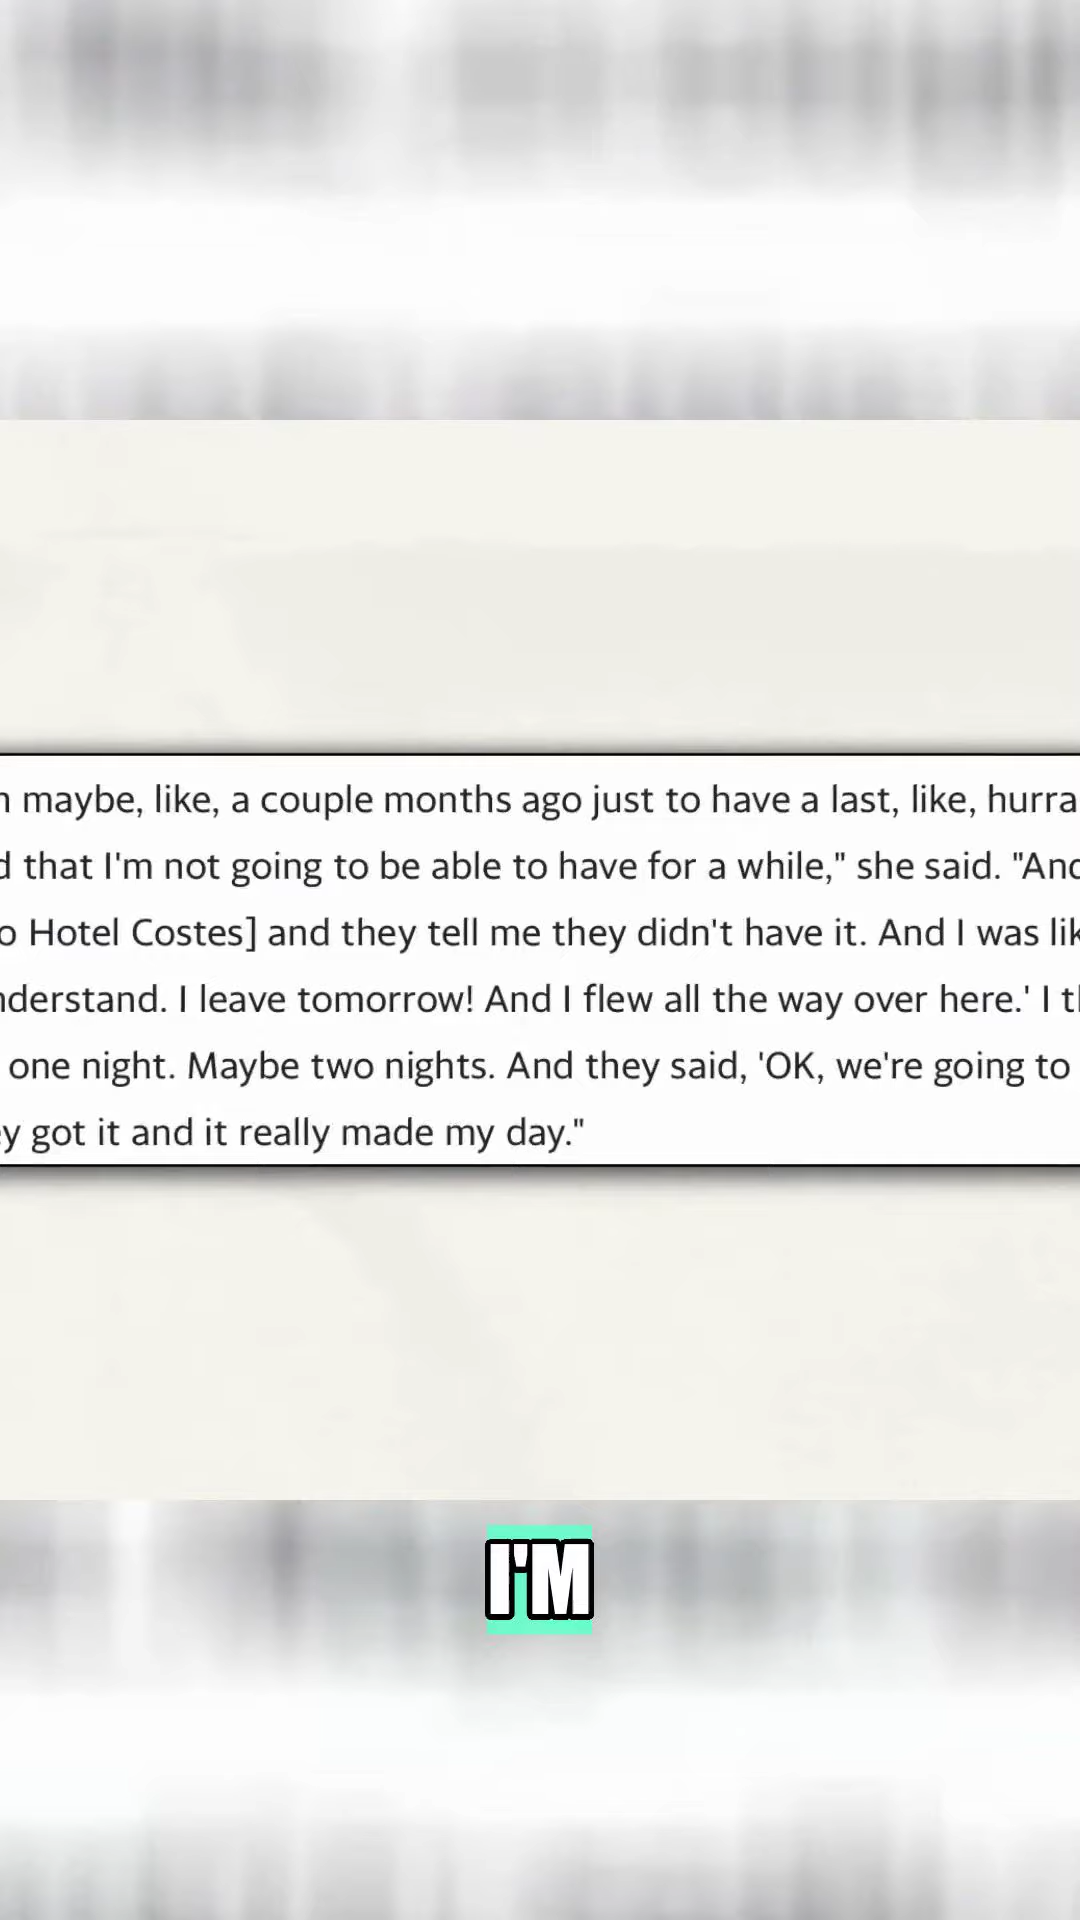 maybe, like, a couple months ago just to have a last, like, hurra
that I'm not going to be able to have for a while," she said. "And
Hotel Costes] and they tell me they didn't have it. And I was lik
nderstand. I leave tomorrow! And I flew all the way over here.' I
one night. Maybe two nights. And they said, 'OK, we're going to
ey got it and it really made my day."
I'M